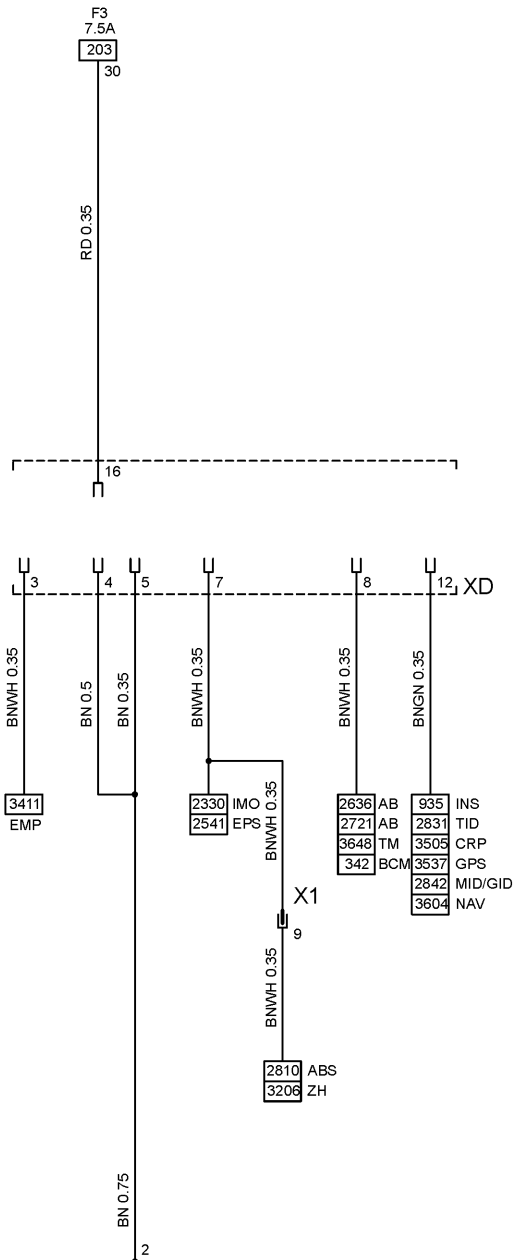 F3
7.5A
203
30
RD 0.35
16
3
4
5
7
8
12
XD
BNWH 0.35
BN 0.5
BN 0.35
BNWH 0.35
BNWH 0.35
BNGN 0.35
3411
EMP
2330 IMO
2541 EPS
BNWH 0.35
2636 AB
2721 AB
3648 TM
342 BCM
935 INS
2831 TID
3505 CRP
3537 GPS
2842 MID/GID
3604 NAV
X1
9
BNWH 0.35
2810 ABS
3206 ZH
BN 0.75
2